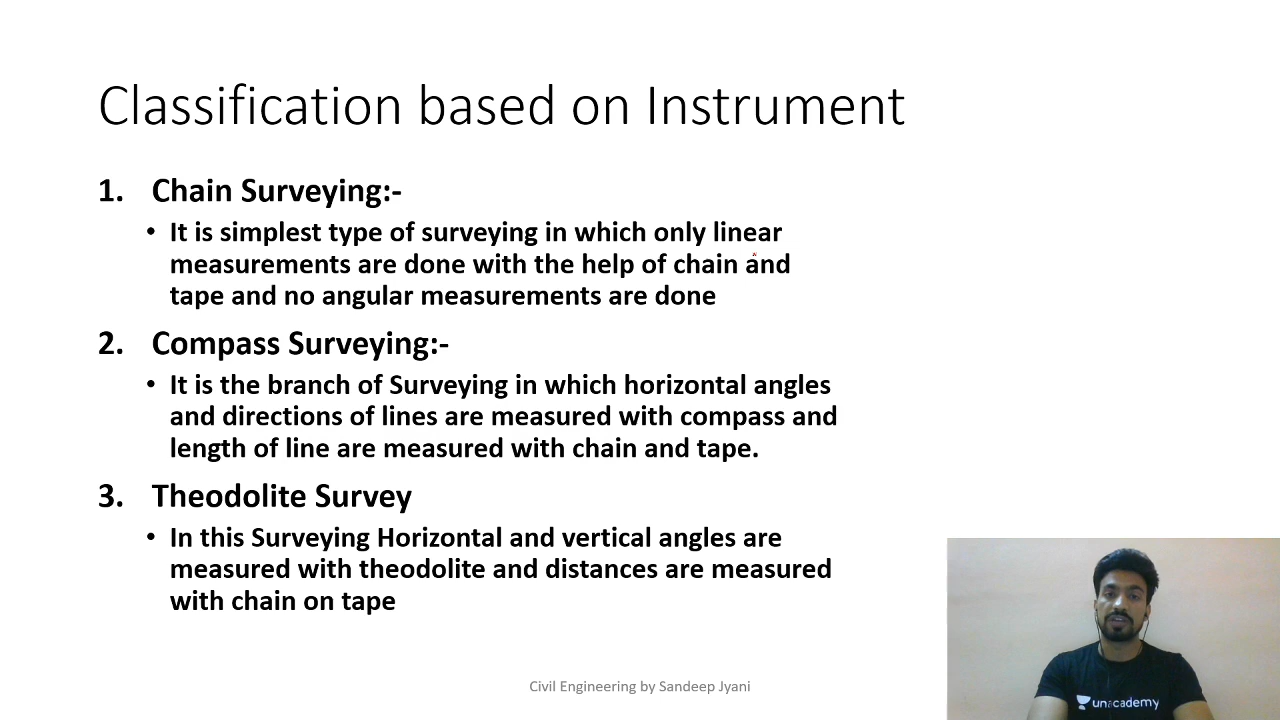 Classification based on Instrument
1. Chain Surveying:-
• It is simplest type of surveying in which only linear
measurements are done with the help of chain and
tape and no angular measurements are done
2. Compass Surveying:-
• It is the branch of Surveying in which horizontal angles
and directions of lines are measured with compass and
length of line are measured with chain and tape.
3. Theodolite Survey
• In this Surveying Horizontal and vertical angles are
measured with theodolite and distances are measured
with chain on tape
Civil Engineering by Sandeep Jyani
unacademy